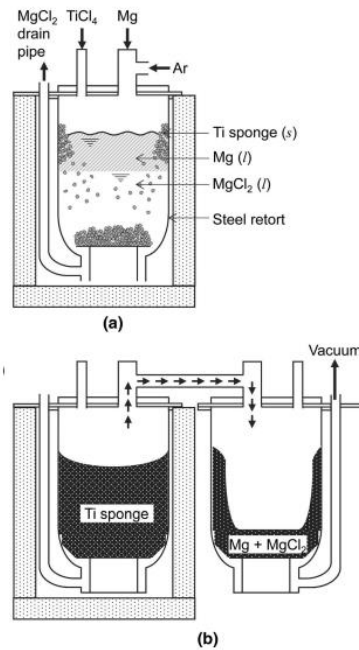 MgCl2 TiCl4 Mg
drain
pipe
Ar
Ti sponge (s)
Mg (l)
MgCl2 (l)
Steel retort
(a)
Vacuum
Ti sponge
Mg + MgCl2
(b)